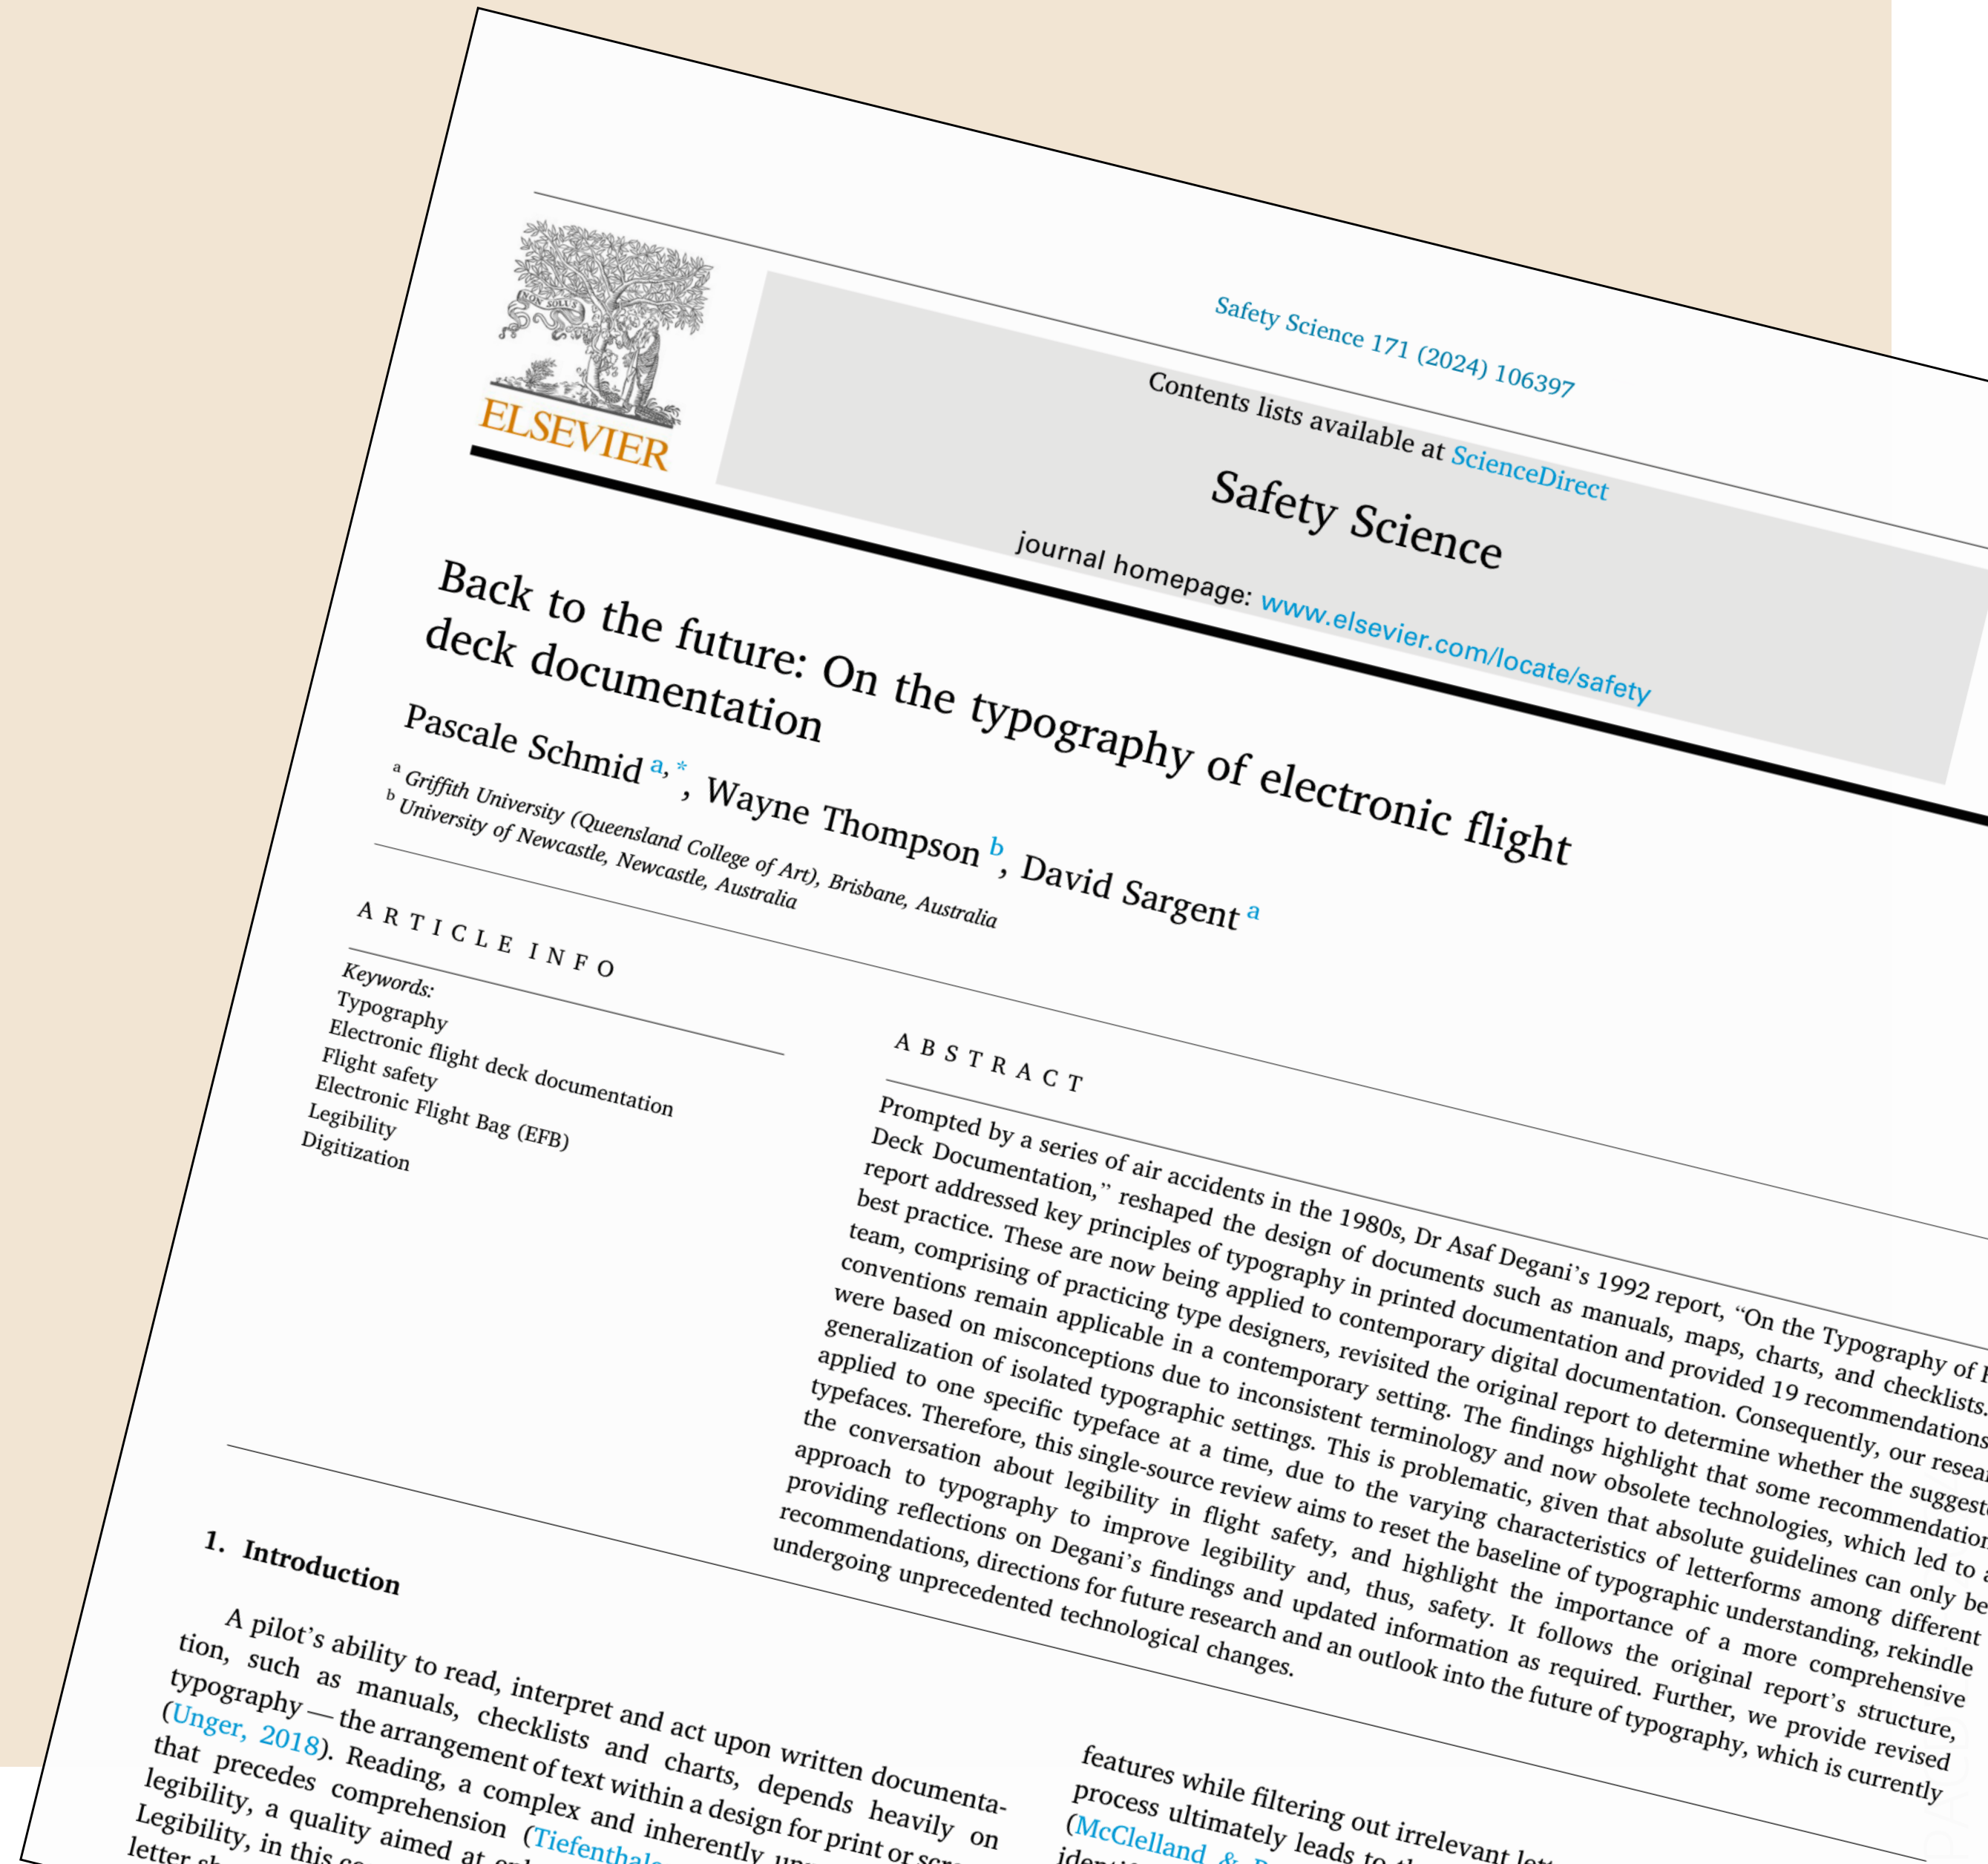 Safety Science 171 (2024) 106397
NON SOLUS
ELSEVIER
Contents lists available at ScienceDirect
Safety Science
journal homepage: www.elsevier.com/locate/safety
Back to the future: On the typography of electronic flight
deck documentation
Pascale Schmid a, *, Wayne Thompson b, David Sargent a
a Griffith University (Queensland College of Art), Brisbane, Australia
b University of Newcastle, Newcastle, Australia
ARTICLE INFO
Keywords:
Typography
Electronic flight deck documentation
Flight safety
Electronic Flight Bag (EFB)
Legibility
Digitization
ABSTRACT
Prompted by a series of air accidents in the 1980s, Dr Asaf Degani’s 1992 report, “On the Typography of
Deck Documentation,” reshaped the design of documents such as manuals, maps, charts, and checklists.
report addressed key principles of typography in printed documentation and provided 19 recommendations
best practice. These are now being applied to contemporary digital documentation. Consequently, our
team, comprising of practicing type designers, revisited the original report to determine whether the
conventions remain applicable in a contemporary setting. The findings highlight that some
were based on misconceptions due to inconsistent terminology and now obsolete technologies, which led to
generalization of isolated typographic settings. This is problematic, given that absolute guidelines can only be
applied to one specific typeface at a time, due to the varying characteristics of letterforms among different
typefaces. Therefore, this single-source review aims to reset the baseline of typographic understanding, rekindle
the conversation about legibility in flight safety, and highlight the importance of a more comprehensive
approach to typography to improve legibility and, thus, safety. It follows the original report’s structure,
providing reflections on Degani’s findings and updated information as required. Further, we provide revised
recommendations, directions for future research and an outlook into the future of typography, which is currently
undergoing unprecedented technological changes.
1. Introduction
A pilot’s ability to read, interpret and act upon written documenta-
tion, such as manuals, checklists and charts, depends heavily on
typography — the arrangement of text within a design for print or
(Unger, 2018). Reading, a complex and inherently
that precedes comprehension (
legibility, a quality aimed at
Legibility, in this
letter
features while filtering out irrelevant
process ultimately leads to
(McClelland &